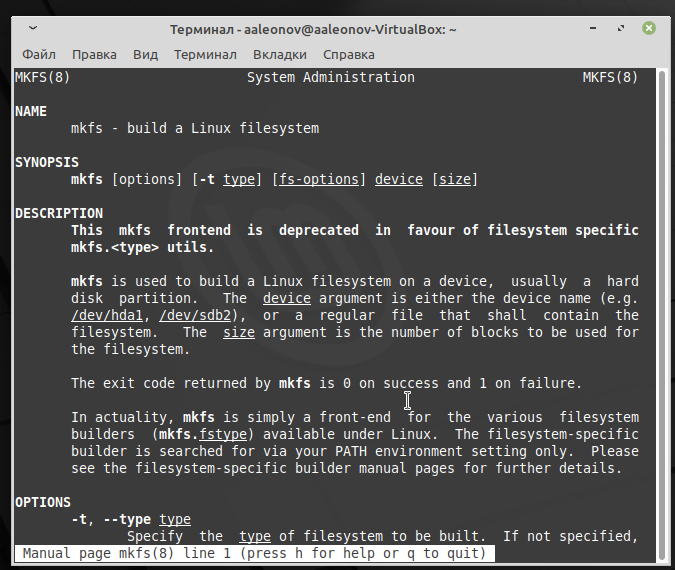 Терминал - aaleonov@aaleonov-VirtualBox: ~
Файл Правка Вид Терминал Вкладки Справка
MKFS(8) System Administration MKFS(8)
NAME
mkfs - build a Linux filesystem
SYNOPSIS
mkfs [options] [-t type] [fs-options] device [size]
DESCRIPTION
This mkfs frontend is deprecated in favour of filesystem specific
mkfs.<type> utils.
mkfs is used to build a Linux filesystem on a device, usually a hard
disk partition. The device argument is either the device name (e.g.
/dev/hda1, /dev/sdb2), or a regular file that shall contain the
filesystem. The size argument is the number of blocks to be used for
the filesystem.
The exit code returned by mkfs is 0 on success and 1 on failure.
In actuality, mkfs is simply a front-end for the various filesystem
builders (mkfs.fstype) available under Linux. The filesystem-specific
builder is searched for via your PATH environment setting only. Please
see the filesystem-specific builder manual pages for further details.
OPTIONS
-t, --type type
Specify the type of filesystem to be built. If not specified,
Manual page mkfs(8) line 1 (press h for help or q to quit)